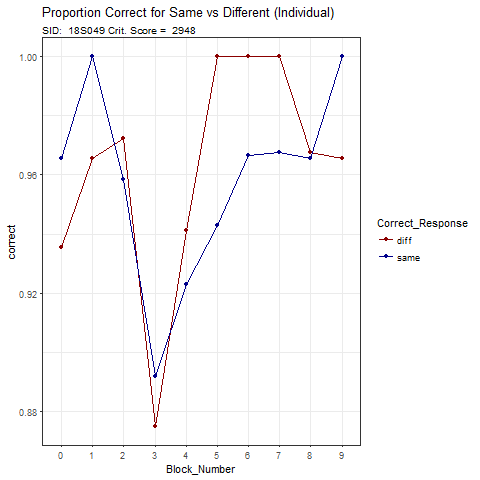 Proportion Correct for Same vs Different (Individual)
SID:  18S049 Crit. Score =  2948
1.00
0.96
0.92
0.88
correct
0 1 2 3 4 5 6 7 8 9
Block_Number
Correct_Response
diff
same